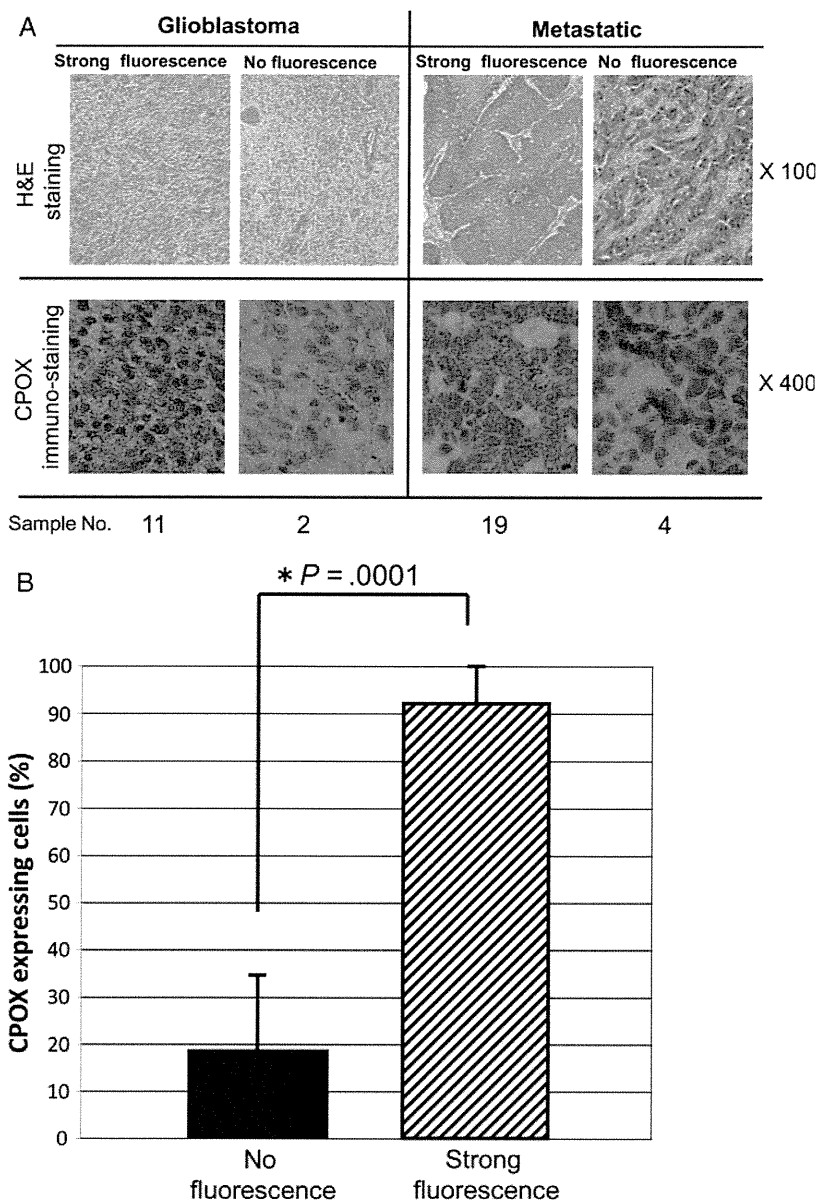 A
Glioblastoma
Metastatic
Strong fluorescence
No fluorescence
Strong fluorescence
No fluorescence
H&E
staining
X 100
CPOX
immuno-staining
X 400
Sample No. 11 2 19 4
B
* P = .0001
CPOX expressing cells (%)
100
90
80
70
60
50
40
30
20
10
0
No
fluorescence
Strong
fluorescence